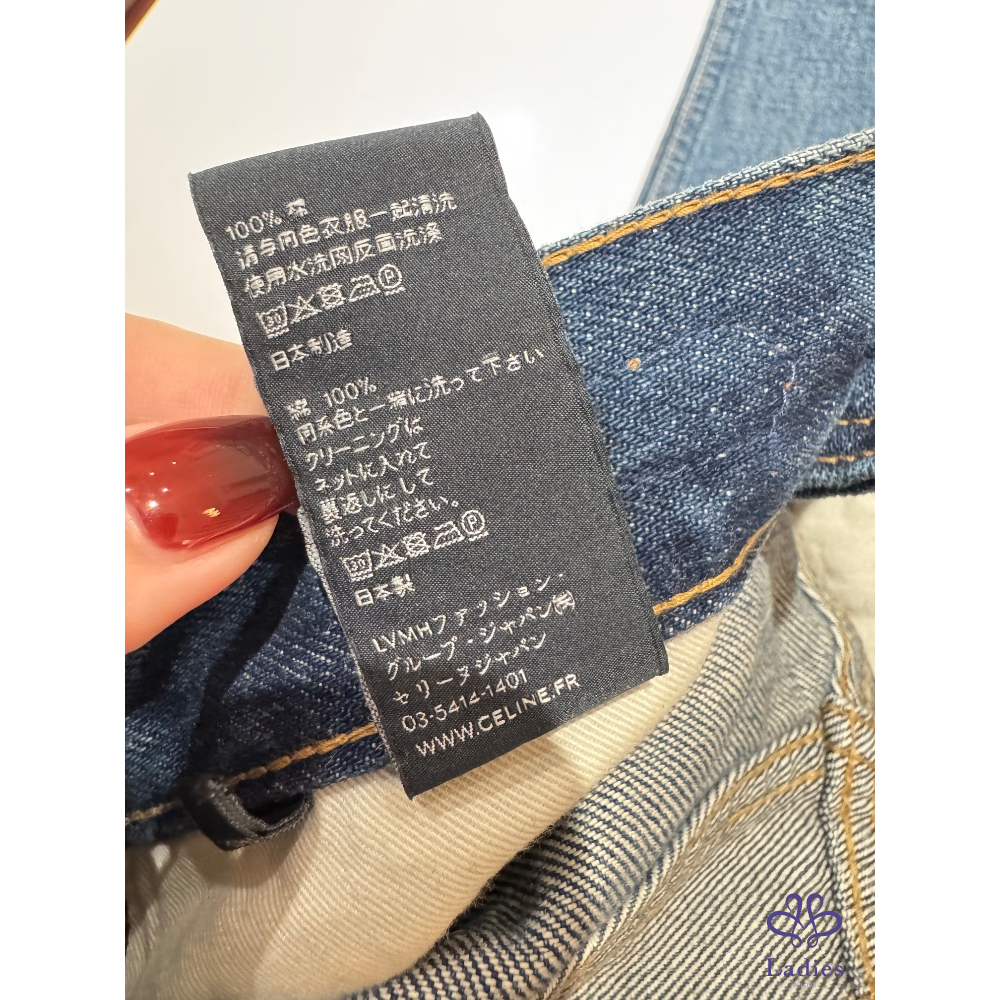 100% 棉
请与同色衣服一起清洗
使用水洗网反面洗涤
30 P
日本制造
綿 100%
同系色と一緒に洗って下さい
クリーニングは
ネットに入れて
裏返しにして
洗ってください。
30 P
日本製
LVMHファッション・
グループ・ジャパン㈱
セリーヌジャパン
03-5414-1401
WWW.CELINE.FR
Ladies